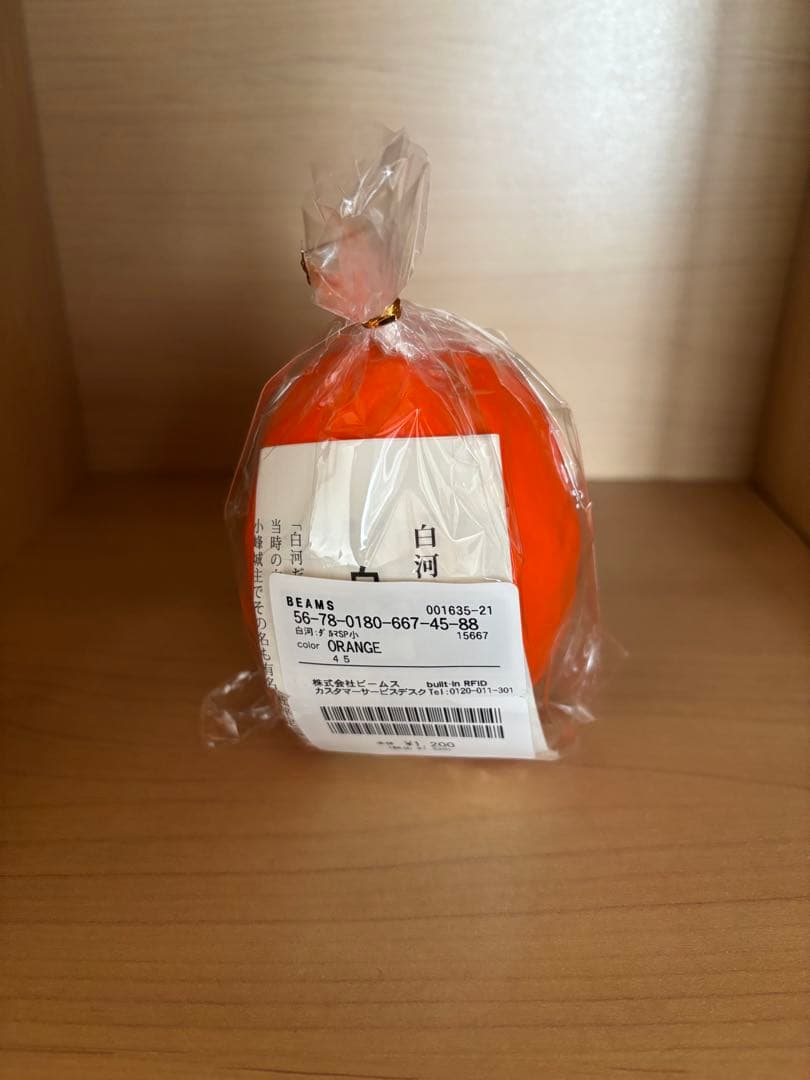 白河
白
「白河だ
当時の
小峰城主でその名も有名
BEAMS
001635-21
56-78-0180-667-45-88
白河:ダルマSP小
15667
color ORANGE
45
株式会社ビームス built-in RFID
カスタマーサービスデスク Tel:0120-011-301
¥1,200